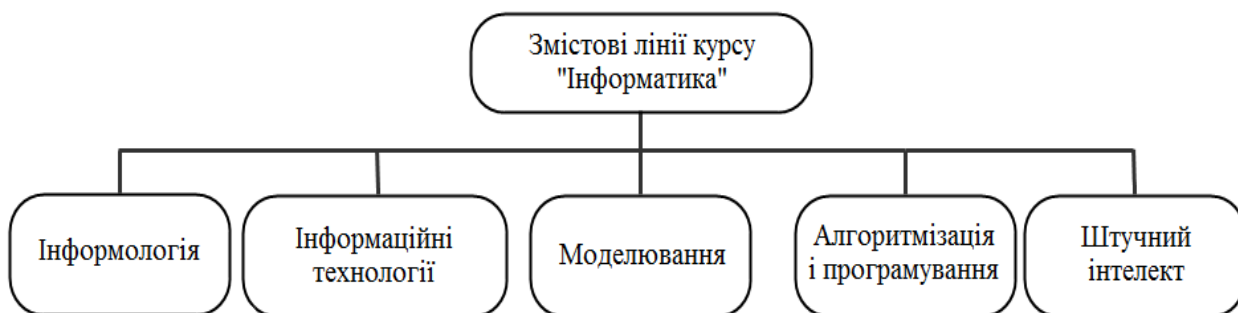 Змістові лінії курсу
"Інформатика"
Інформологія
Інформаційні
технології
Моделювання
Алгоритмізація
і програмування
Штучний
інтелект